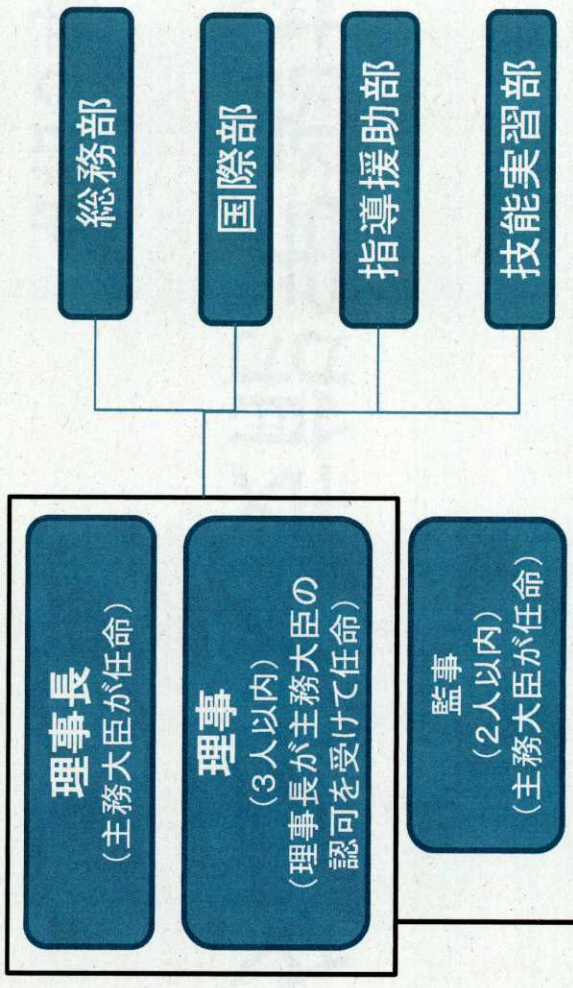 理事長
(主務大臣が任命)
理事
(3人以内)
(理事長が主務大臣の
認可を受けて任命)
監事
(2人以内)
(主務大臣が任命)
総務部
国際部
指導援助部
技能実習部